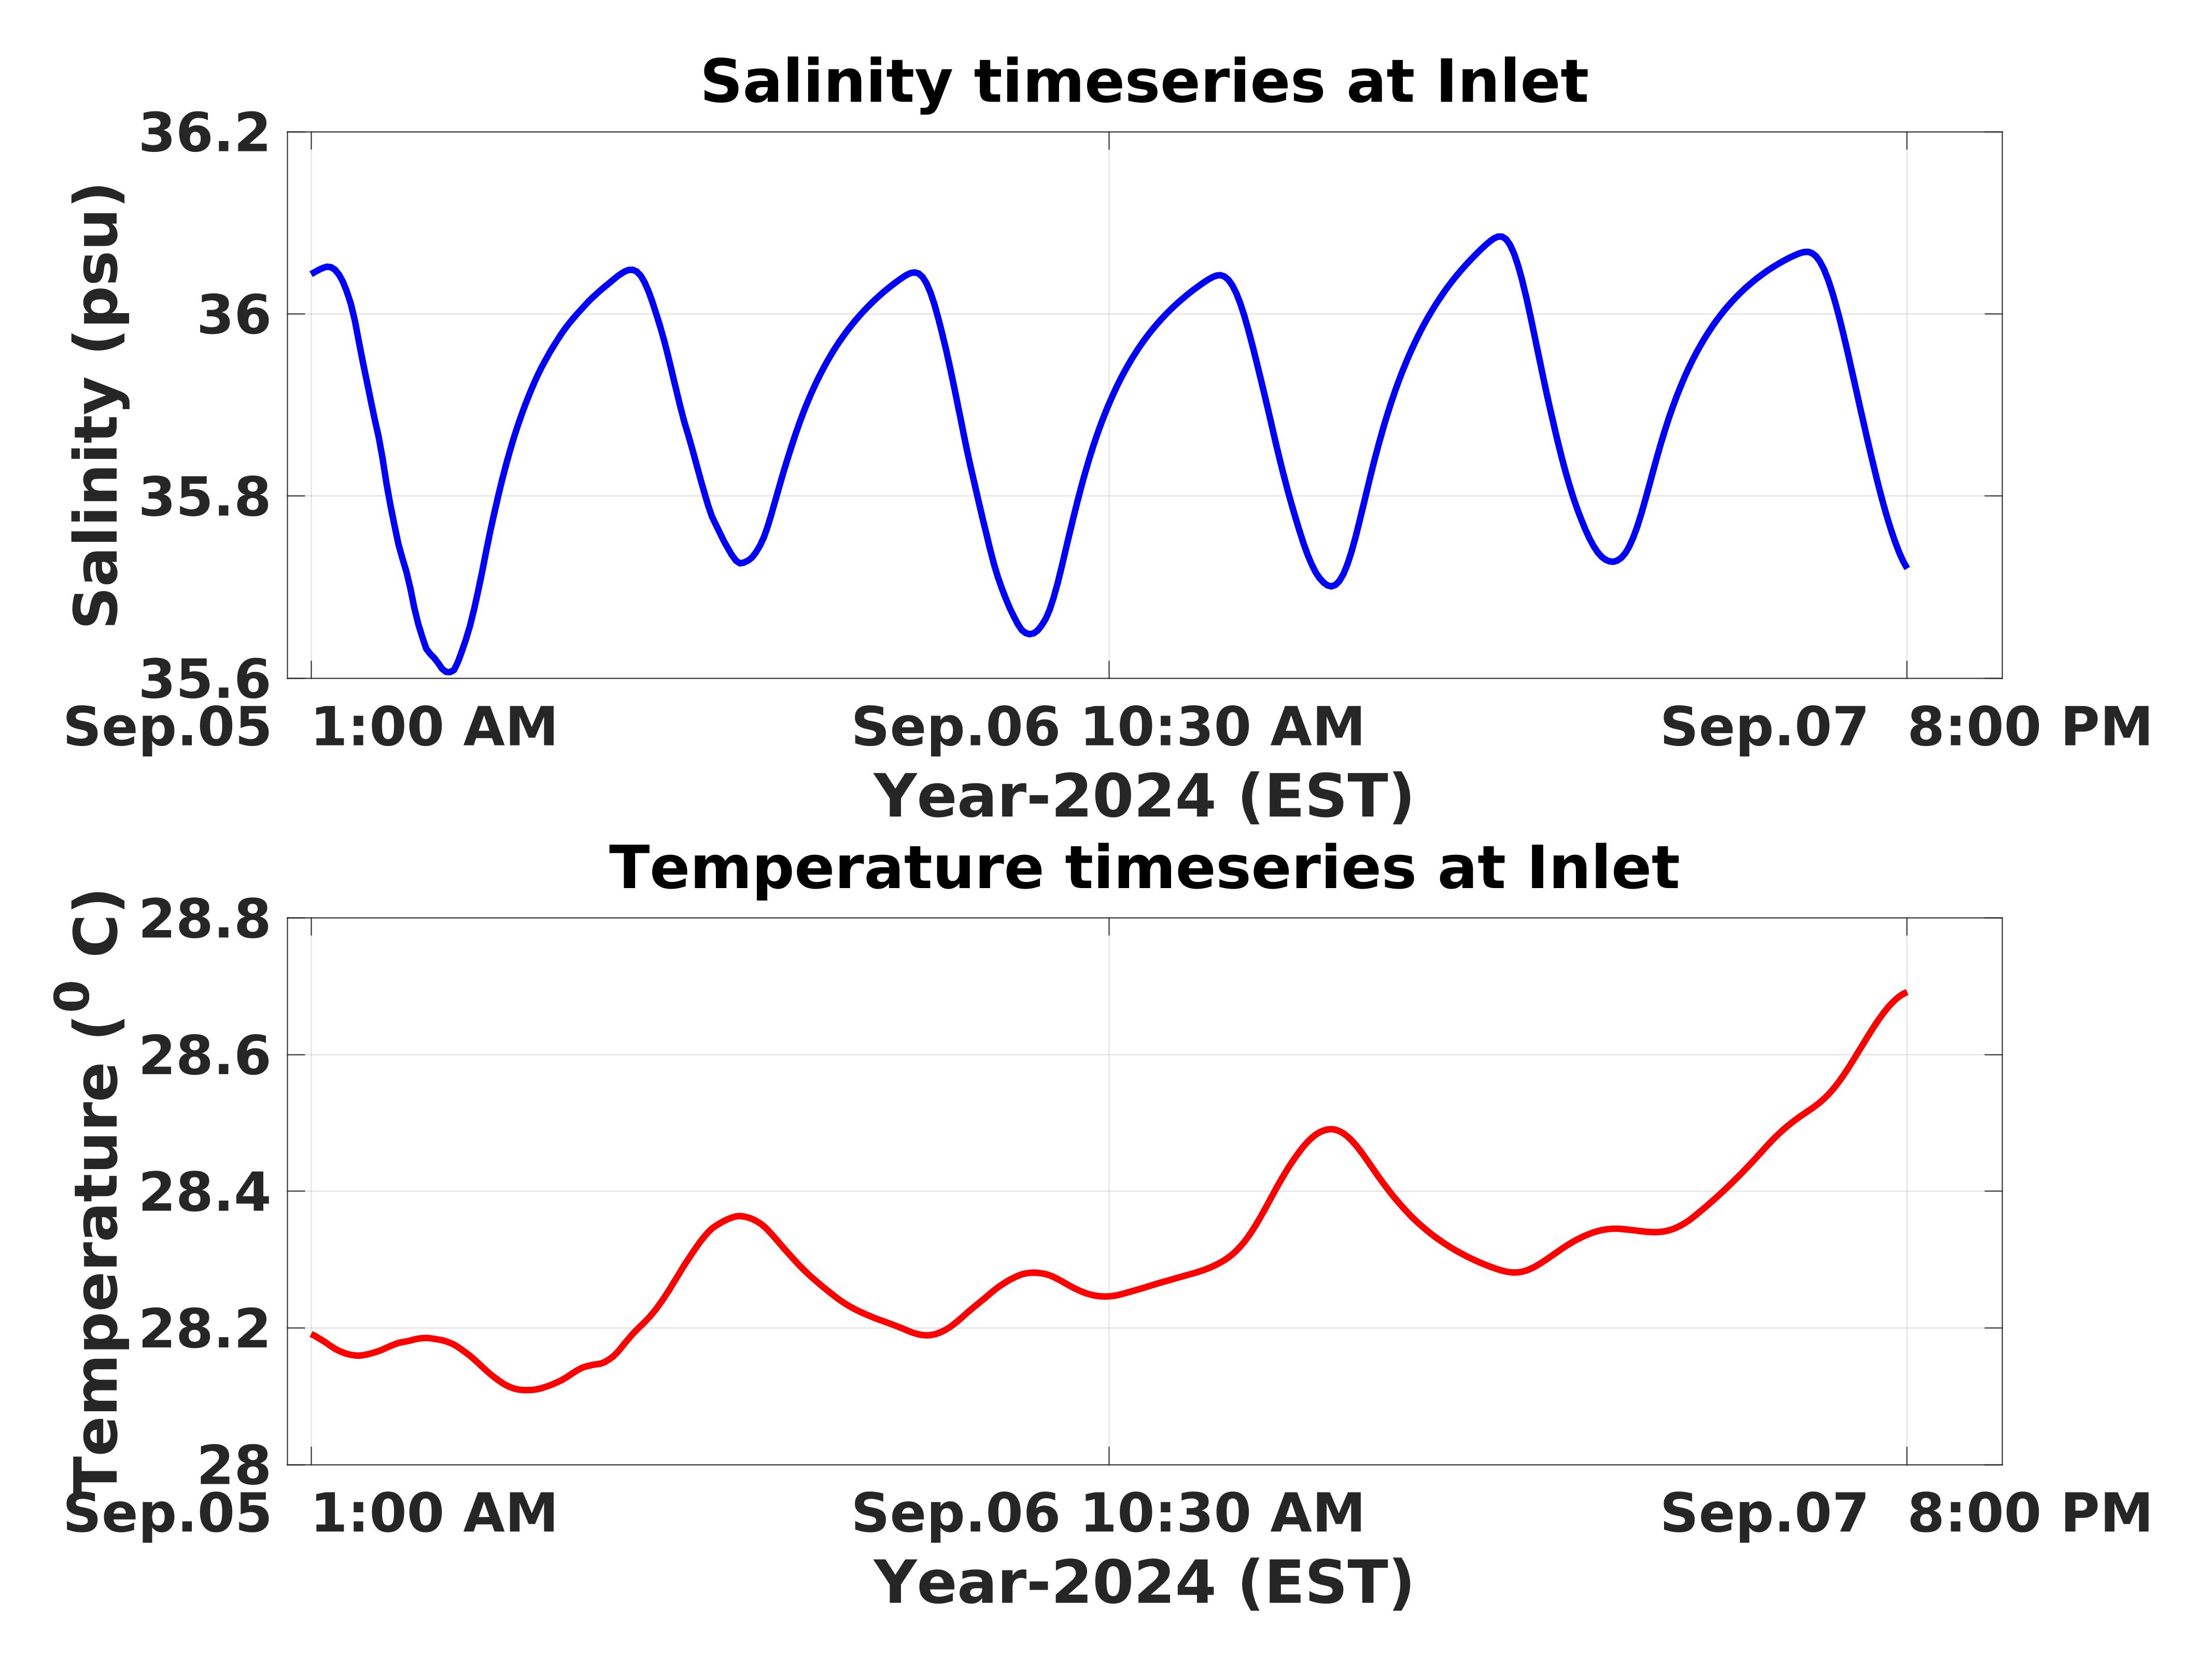 Salinity timeseries at Inlet
Salinity (psu)
36.2
36
35.8
35.6
Sep.05 1:00 AM Sep.06 10:30 AM Sep.07 8:00 PM
Year-2024 (EST)
Temperature timeseries at Inlet
Temperature (⁰ C)
28.8
28.6
28.4
28.2
28
Sep.05 1:00 AM Sep.06 10:30 AM Sep.07 8:00 PM
Year-2024 (EST)